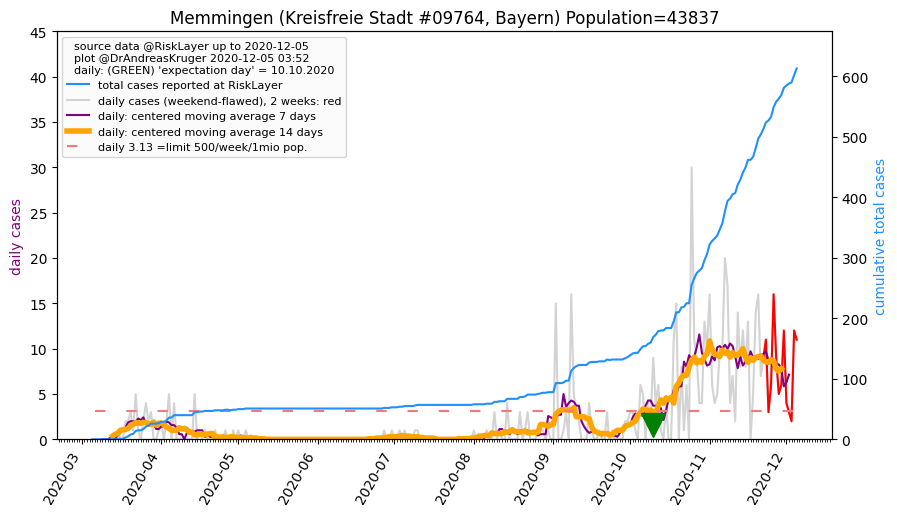 Memmingen (Kreisfreie Stadt #09764, Bayern) Population=43837
source data @RiskLayer up to 2020-12-05
plot @DrAndreasKruger 2020-12-05 03:52
daily: (GREEN) 'expectation day' = 10.10.2020
total cases reported at RiskLayer
daily cases (weekend-flawed), 2 weeks: red
daily: centered moving average 7 days
daily: centered moving average 14 days
daily 3.13 =limit 500/week/1mio pop.
daily cases
45
40
35
30
25
20
15
10
5
0
600
500
400
300
200
100
0
cumulative total cases
2020-03
2020-04
2020-05
2020-06
2020-07
2020-08
2020-09
2020-10
2020-11
2020-12